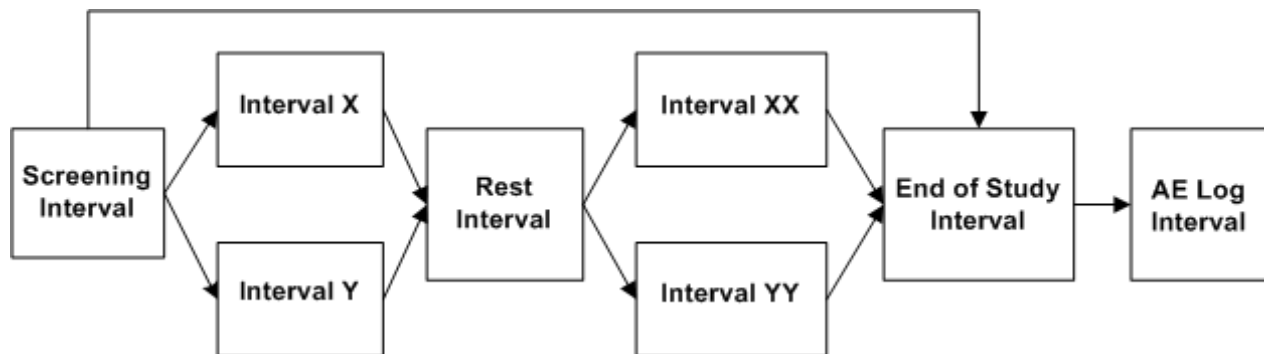 Screening
Interval
Interval X
Interval Y
Rest
Interval
Interval XX
Interval YY
End of Study
Interval
AE Log
Interval